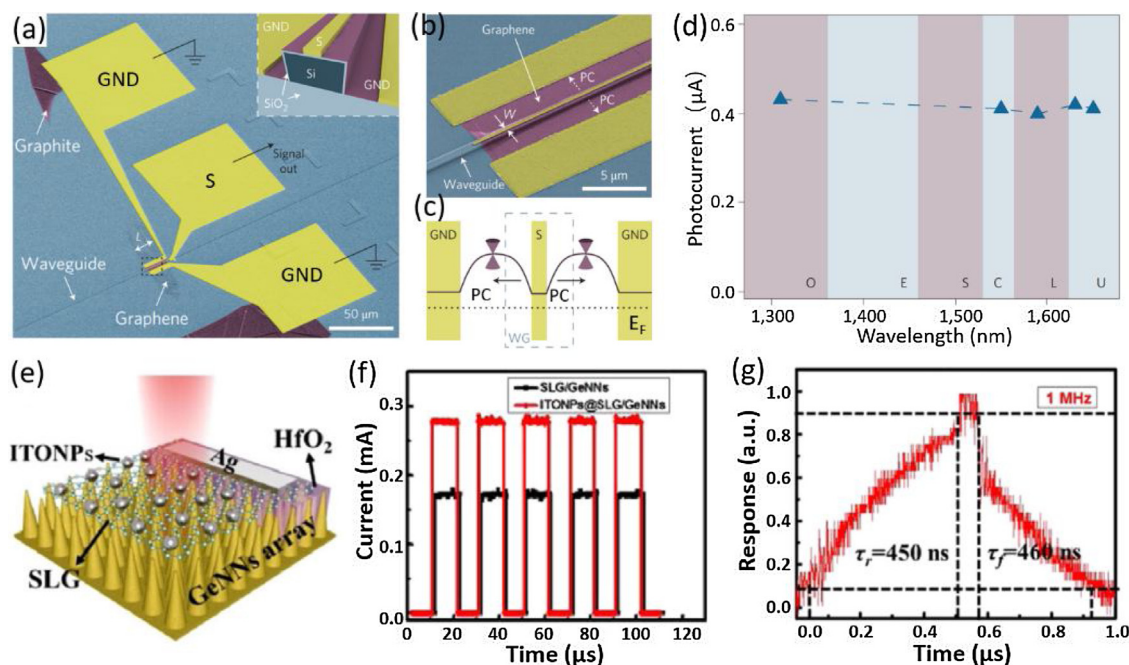 (a)
GND
GND
S
Si
GND
SiO₂
Graphite
S
Signal
out
L
Waveguide
GND
Graphene
50 μm
(b)
Graphene
PC
PC
W
Waveguide
5 μm
(c)
GND
S
GND
PC
PC
E_F
WG
(d)
Photocurrent (μA)
0.6
0.4
0.2
0.0
O
E
S
C
L
U
1,300
1,400
1,500
1,600
Wavelength (nm)
(e)
ITONPs
Ag
HfO₂
SLG
GeNNs array
(f)
SLG/GeNNs
ITONPs@SLG/GeNNs
Current (mA)
0.3
0.2
0.1
0.0
0
20
40
60
80
100
120
Time (μs)
(g)
1 MHz
Response (a.u.)
1.0
0.8
0.6
0.4
0.2
0.0
τr=450 ns
τf=460 ns
0.0
0.2
0.4
0.6
0.8
1.0
Time (μs)